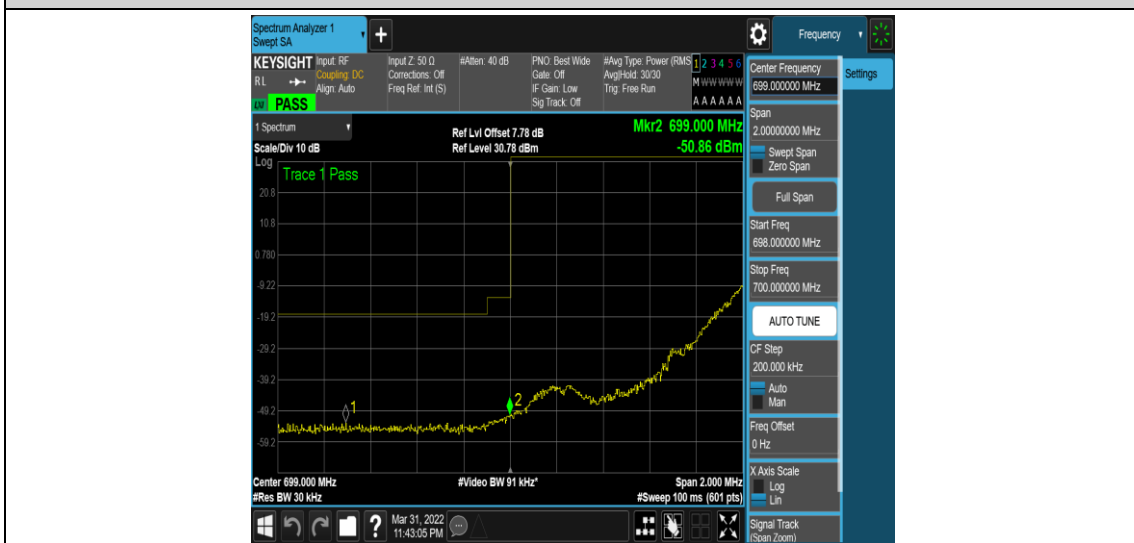 Spectrum Analyzer 1
Swept SA
Frequency
KEYSIGHT
RL
LXI PASS
Input: RF
Coupling: DC
Align: Auto
Input Z: 50 Ω
Corrections: Off
Freq Ref: Int (S)
#Atten: 40 dB
PNO: Best Wide
Gate: Off
IF Gain: Low
Sig Track: Off
#Avg Type: Power (RMS
Avg|Hold: 30/30
Trig: Free Run
1 2 3 4 5 6
M W W W W W
A A A A A A
1 Spectrum
Scale/Div 10 dB
Ref Lvl Offset 7.78 dB
Ref Level 30.78 dBm
Mkr2 699.000 MHz
-50.86 dBm
Log
Trace 1 Pass
20.8
10.8
0.780
-9.22
-19.2
-29.2
-39.2
-49.2
-59.2
1
2
Center 699.000 MHz
#Res BW 30 kHz
#Video BW 91 kHz*
Span 2.000 MHz
#Sweep 100 ms (601 pts)
Mar 31, 2022
11:43:05 PM
Center Frequency
699.000000 MHz
Settings
Span
2.00000000 MHz
Swept Span
Zero Span
Full Span
Start Freq
698.000000 MHz
Stop Freq
700.000000 MHz
AUTO TUNE
CF Step
200.000 kHz
Auto
Man
Freq Offset
0 Hz
X Axis Scale
Log
Lin
Signal Track
(Span Zoom)